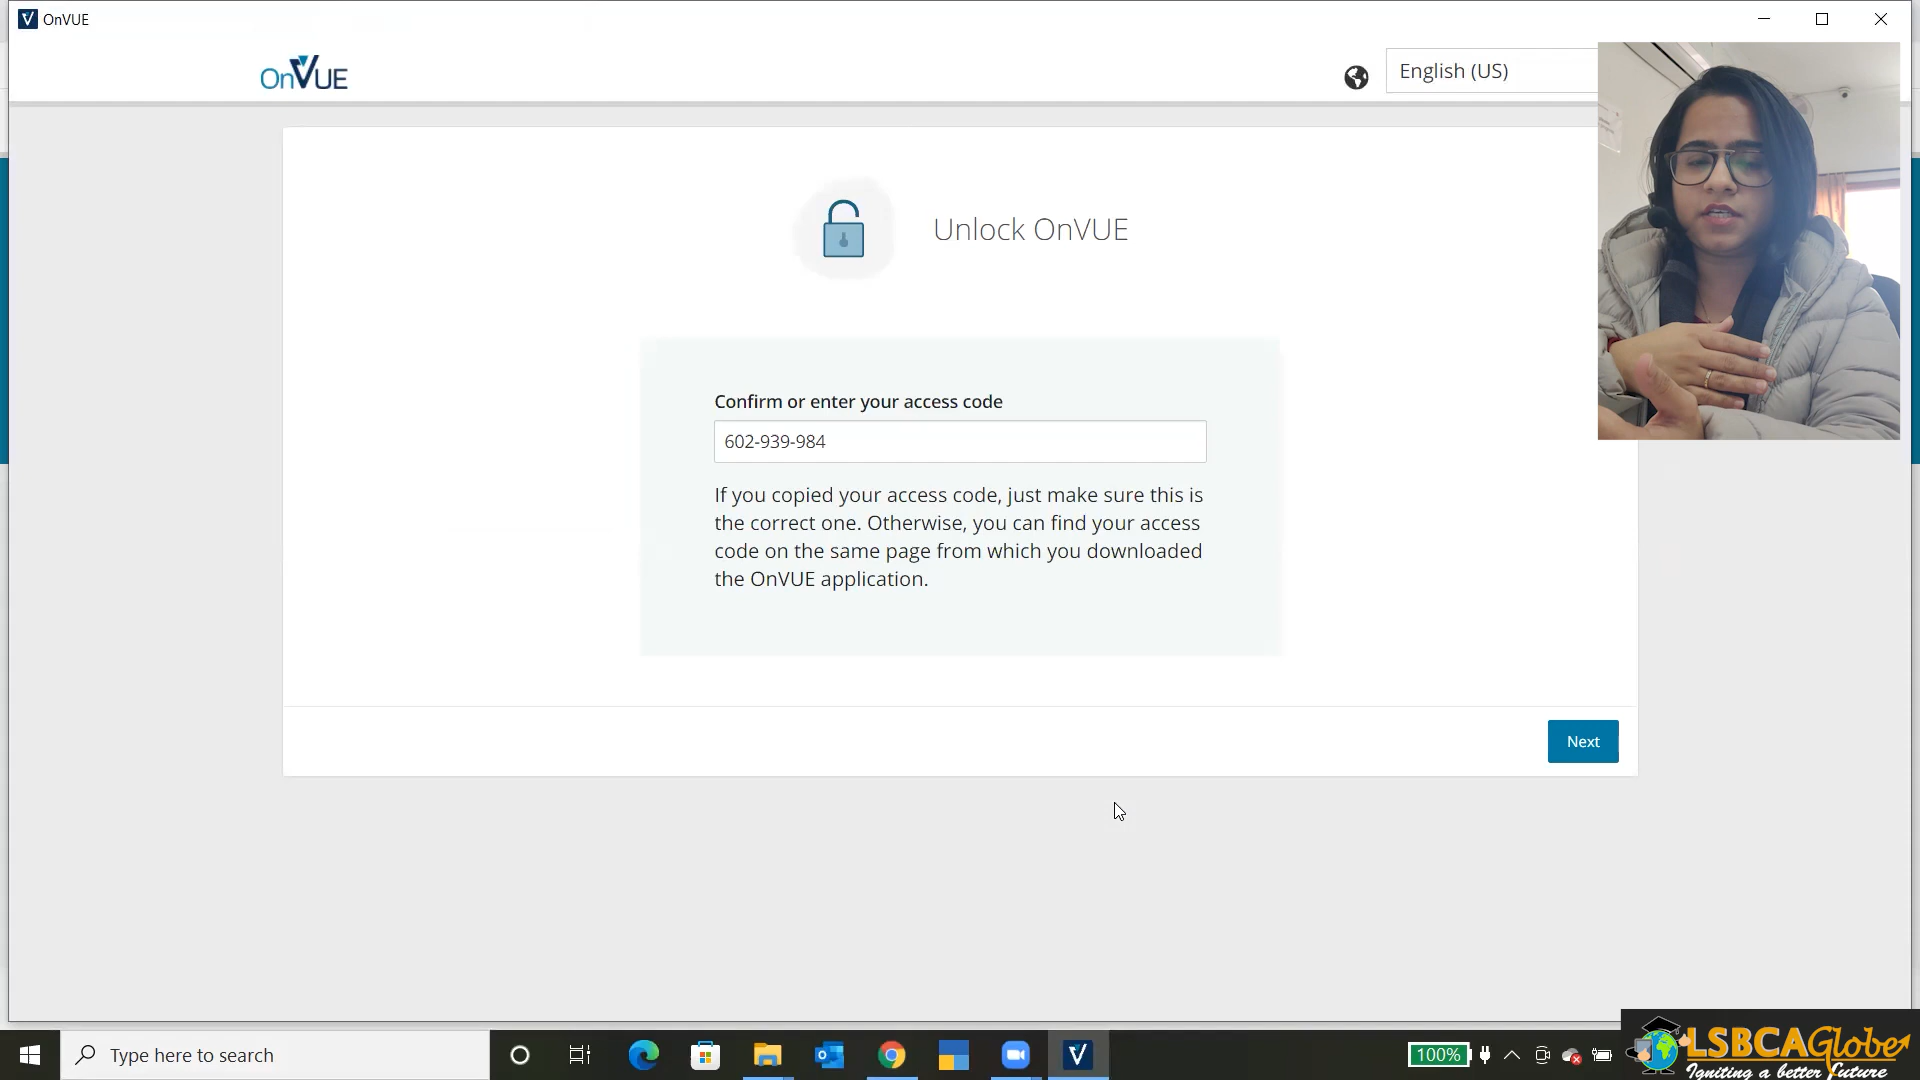 OnVUE
OnVUE
English (US)
Unlock OnVUE
Confirm or enter your access code
602-939-984
If you copied your access code, just make sure this is
the correct one. Otherwise, you can find your access
code on the same page from which you downloaded
the OnVUE application.
Next
Type here to search
100%
LSBCAGlobe
Igniting a better Future